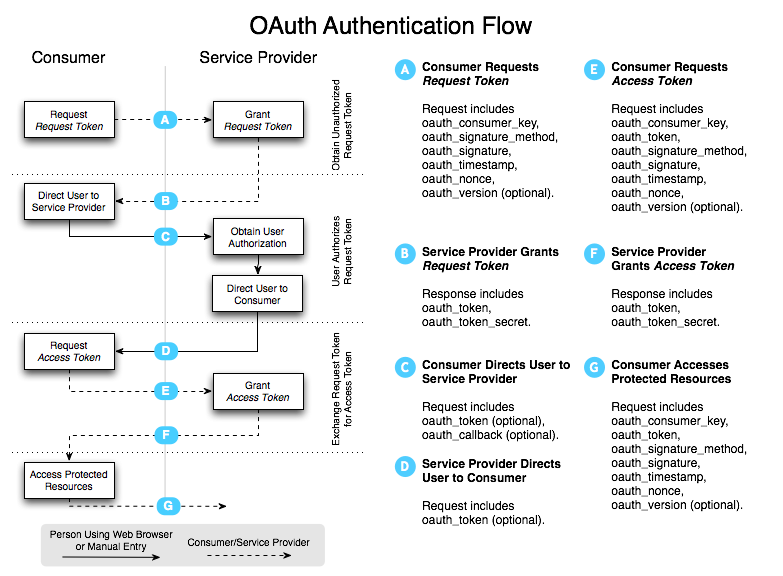 OAuth Authentication Flow
Consumer
Service Provider
Request
Request Token
A
Grant
Request Token
Obtain Unauthorized
Request Token
Direct User to
Service Provider
B
C
Obtain User
Authorization
Direct User to
Consumer
User Authorizes
Request Token
Request
Access Token
D
E
Grant
Access Token
F
Exchange Request Token
for Access Token
Access Protected
Resources
G
Person Using Web Browser
or Manual Entry
Consumer/Service Provider
A
Consumer Requests
Request Token
Request includes
oauth_consumer_key,
oauth_signature_method,
oauth_signature,
oauth_timestamp,
oauth_nonce,
oauth_version (optional).
B
Service Provider Grants
Request Token
Response includes
oauth_token,
oauth_token_secret.
C
Consumer Directs User to
Service Provider
Request includes
oauth_token (optional),
oauth_callback (optional).
D
Service Provider Directs
User to Consumer
Request includes
oauth_token (optional).
E
Consumer Requests
Access Token
Request includes
oauth_consumer_key,
oauth_token,
oauth_signature_method,
oauth_signature,
oauth_timestamp,
oauth_nonce,
oauth_version (optional).
F
Service Provider
Grants Access Token
Response includes
oauth_token,
oauth_token_secret.
G
Consumer Accesses
Protected Resources
Request includes
oauth_consumer_key,
oauth_token,
oauth_signature_method,
oauth_signature,
oauth_timestamp,
oauth_nonce,
oauth_version (optional).